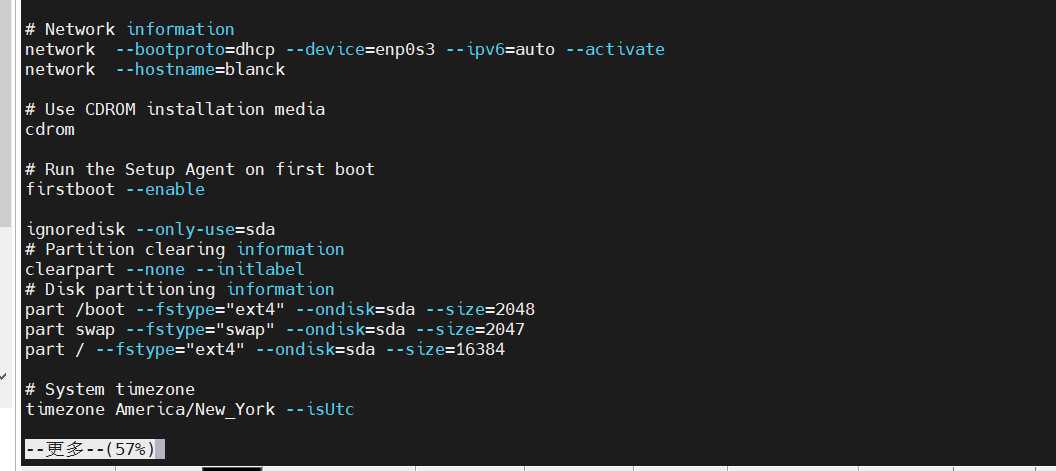 # Network information
network  --bootproto=dhcp --device=enp0s3 --ipv6=auto --activate
network  --hostname=blanck
# Use CDROM installation media
cdrom
# Run the Setup Agent on first boot
firstboot --enable
ignoredisk --only-use=sda
# Partition clearing information
clearpart --none --initlabel
# Disk partitioning information
part /boot --fstype="ext4" --ondisk=sda --size=2048
part swap --fstype="swap" --ondisk=sda --size=2047
part / --fstype="ext4" --ondisk=sda --size=16384
# System timezone
timezone America/New_York --isUtc
--更多--(57%)